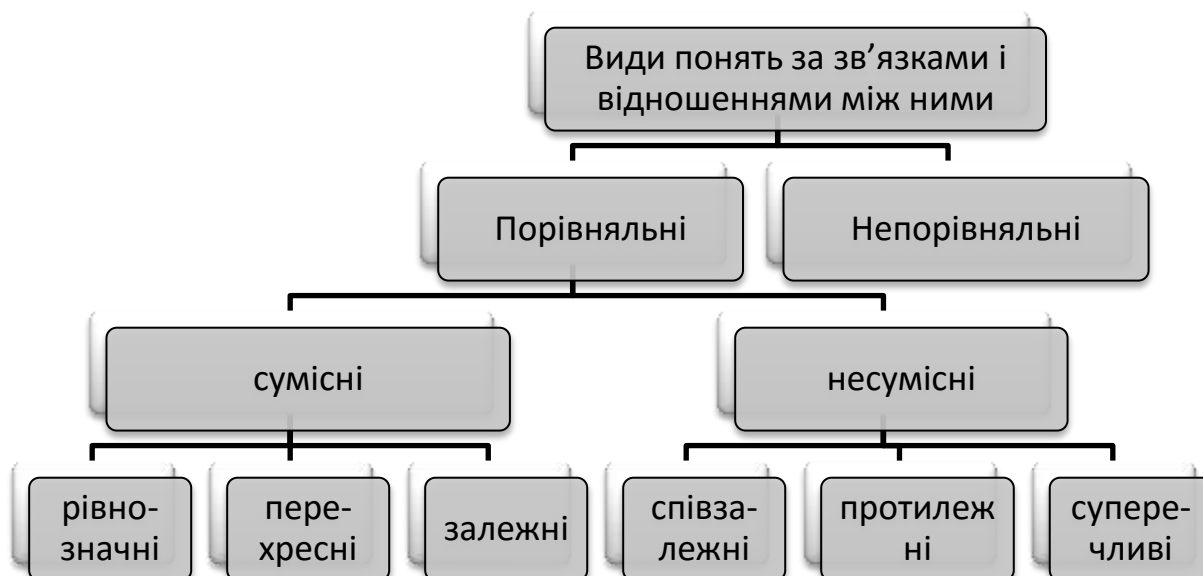 Види понять за зв’язками і
відношеннями між ними
Порівняльні
Непорівняльні
сумісні
несумісні
рівно-
значні
пере-
хресні
залежні
співза-
лежні
протилеж
ні
супере-
чливі